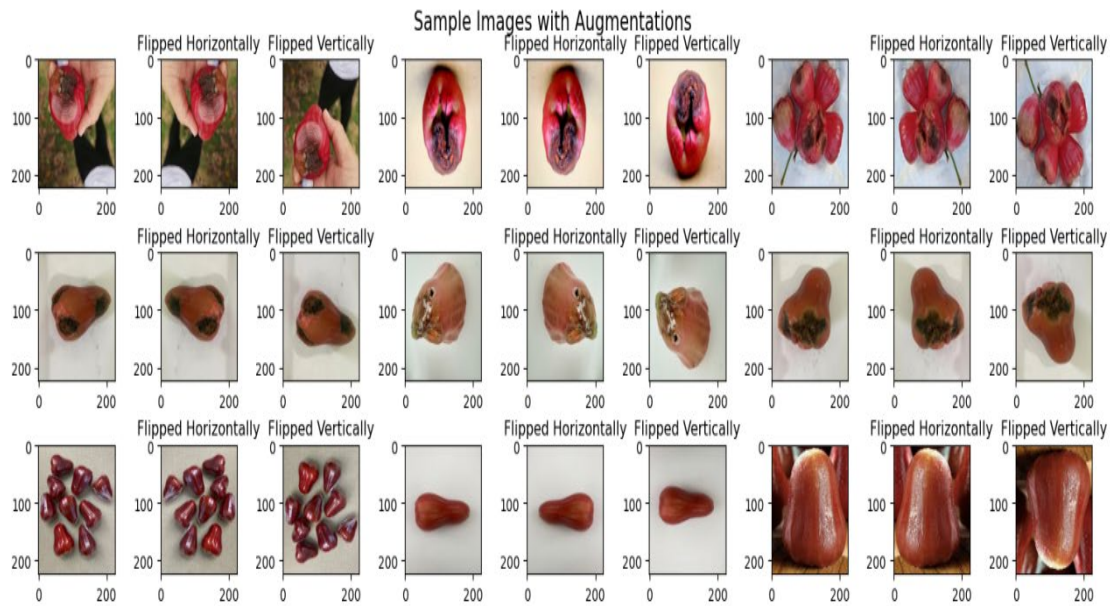 Sample Images with Augmentations
Flipped Horizontally Flipped Vertically Flipped Horizontally Flipped Vertically Flipped Horizontally Flipped Vertically
0 0 0 0 0 0 0 0 0
100 100 100 100 100 100 100 100 100
200 200 200 200 200 200 200 200 200
0 200 0 200 0 200 0 200 0 200 0 200 0 200 0 200 0 200
Flipped Horizontally Flipped Vertically Flipped Horizontally Flipped Vertically Flipped Horizontally Flipped Vertically
0 0 0 0 0 0 0 0 0
100 100 100 100 100 100 100 100 100
200 200 200 200 200 200 200 200 200
0 200 0 200 0 200 0 200 0 200 0 200 0 200 0 200 0 200
Flipped Horizontally Flipped Vertically Flipped Horizontally Flipped Vertically Flipped Horizontally Flipped Vertically
0 0 0 0 0 0 0 0 0
100 100 100 100 100 100 100 100 100
200 200 200 200 200 200 200 200 200
0 200 0 200 0 200 0 200 0 200 0 200 0 200 0 200 0 200